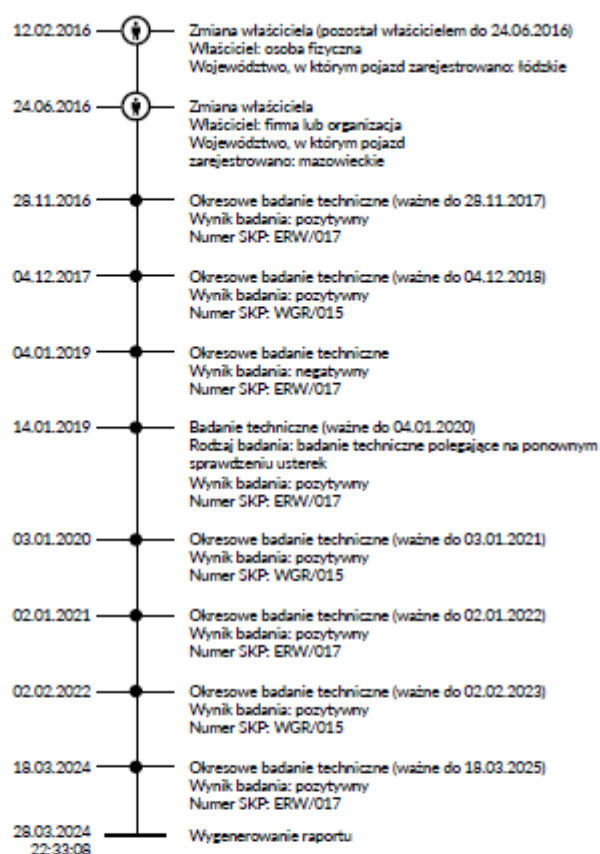 12.02.2016
Zmiana właściciela (pozostał właścicielem do 24.06.2016)
Właściciel: osoba fizyczna
Województwo, w którym pojazd zarejestrowano: łódzkie
24.06.2016
Zmiana właściciela
Właściciel: firma lub organizacja
Województwo, w którym pojazd
zarejestrowano: mazowieckie
28.11.2016
Okresowe badanie techniczne (ważne do 28.11.2017)
Wynik badania: pozytywny
Numer SKP: ERW/017
04.12.2017
Okresowe badanie techniczne (ważne do 04.12.2018)
Wynik badania: pozytywny
Numer SKP: WGR/015
04.01.2019
Okresowe badanie techniczne
Wynik badania: negatywny
Numer SKP: ERW/017
14.01.2019
Badanie techniczne (ważne do 04.01.2020)
Rodzaj badania: badanie techniczne polegające na ponownym
sprawdzeniu usterek
Wynik badania: pozytywny
Numer SKP: ERW/017
03.01.2020
Okresowe badanie techniczne (ważne do 03.01.2021)
Wynik badania: pozytywny
Numer SKP: WGR/015
02.01.2021
Okresowe badanie techniczne (ważne do 02.01.2022)
Wynik badania: pozytywny
Numer SKP: ERW/017
02.02.2022
Okresowe badanie techniczne (ważne do 02.02.2023)
Wynik badania: pozytywny
Numer SKP: WGR/015
18.03.2024
Okresowe badanie techniczne (ważne do 18.03.2025)
Wynik badania: pozytywny
Numer SKP: ERW/017
28.03.2024
22:33:08
Wygenerowanie raportu